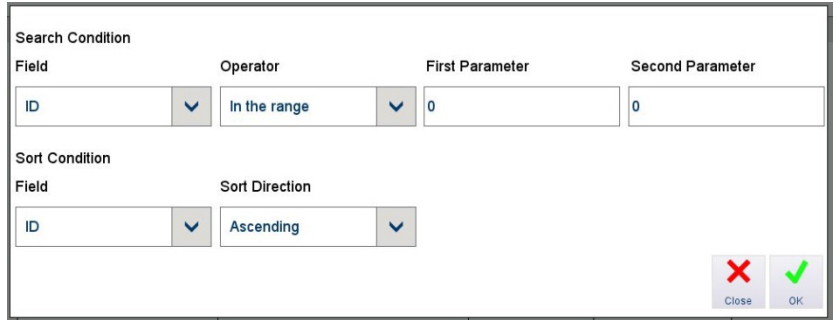 Search Condition
Field Operator First Parameter Second Parameter
ID In the range 0 0
Sort Condition
Field Sort Direction
ID Ascending
Close OK